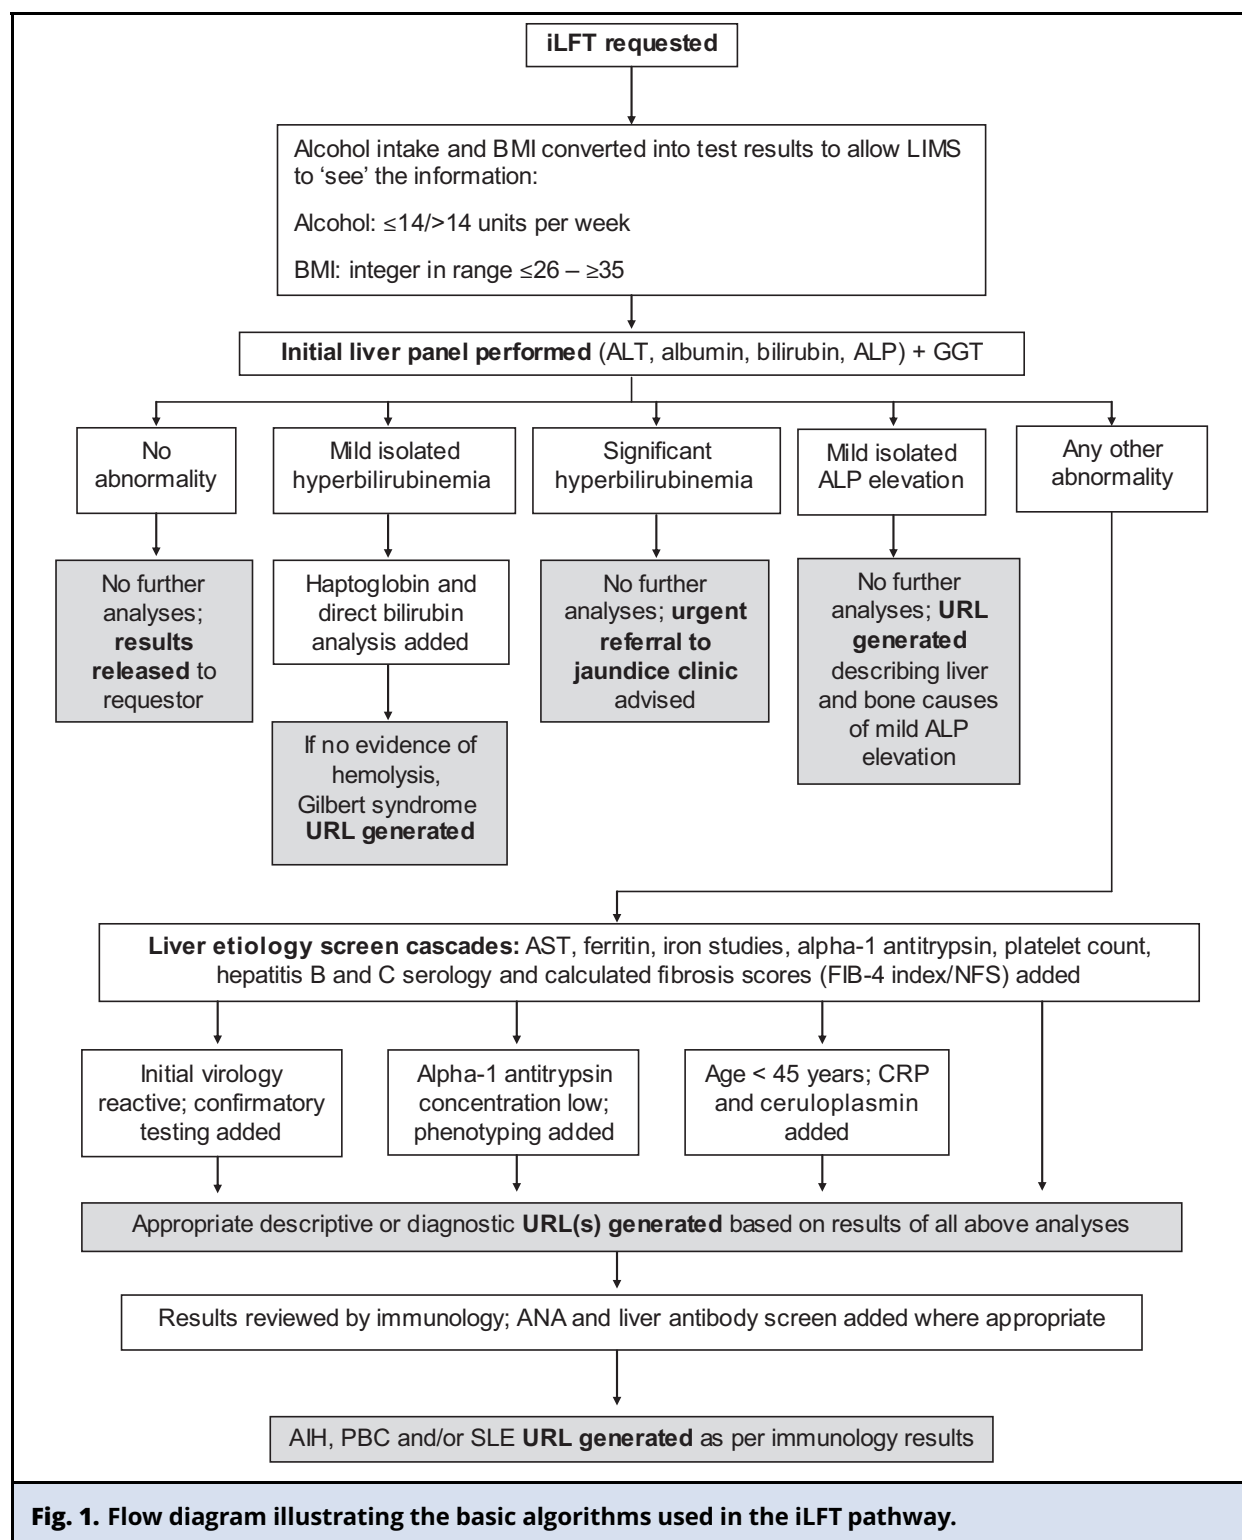 iLFT requested
Alcohol intake and BMI converted into test results to allow LIMS
to ‘see’ the information:
Alcohol: ≤14/>14 units per week
BMI: integer in range ≤26 – ≥35
Initial liver panel performed (ALT, albumin, bilirubin, ALP) + GGT
No
abnormality
Mild isolated
hyperbilirubinemia
Significant
hyperbilirubinemia
Mild isolated
ALP elevation
Any other
abnormality
No further
analyses;
results
released to
requestor
Haptoglobin and
direct bilirubin
analysis added
No further
analyses; urgent
referral to
jaundice clinic
advised
No further
analyses; URL
generated
describing liver
and bone causes
of mild ALP
elevation
If no evidence of
hemolysis,
Gilbert syndrome
URL generated
Liver etiology screen cascades: AST, ferritin, iron studies, alpha-1 antitrypsin, platelet count,
hepatitis B and C serology and calculated fibrosis scores (FIB-4 index/NFS) added
Initial virology
reactive; confirmatory
testing added
Alpha-1 antitrypsin
concentration low;
phenotyping added
Age < 45 years; CRP
and ceruloplasmin
added
Appropriate descriptive or diagnostic URL(s) generated based on results of all above analyses
Results reviewed by immunology; ANA and liver antibody screen added where appropriate
AIH, PBC and/or SLE URL generated as per immunology results
Fig. 1. Flow diagram illustrating the basic algorithms used in the iLFT pathway.